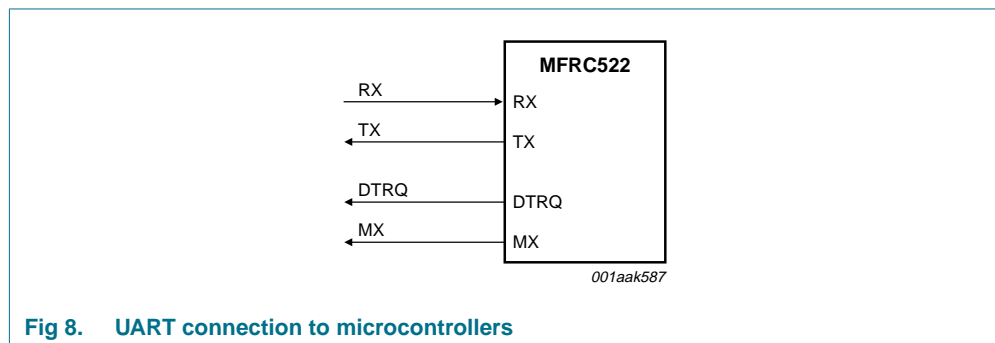 MFRC522
RX
RX
TX
TX
DTRQ
DTRQ
MX
MX
001aak587
Fig 8. UART connection to microcontrollers